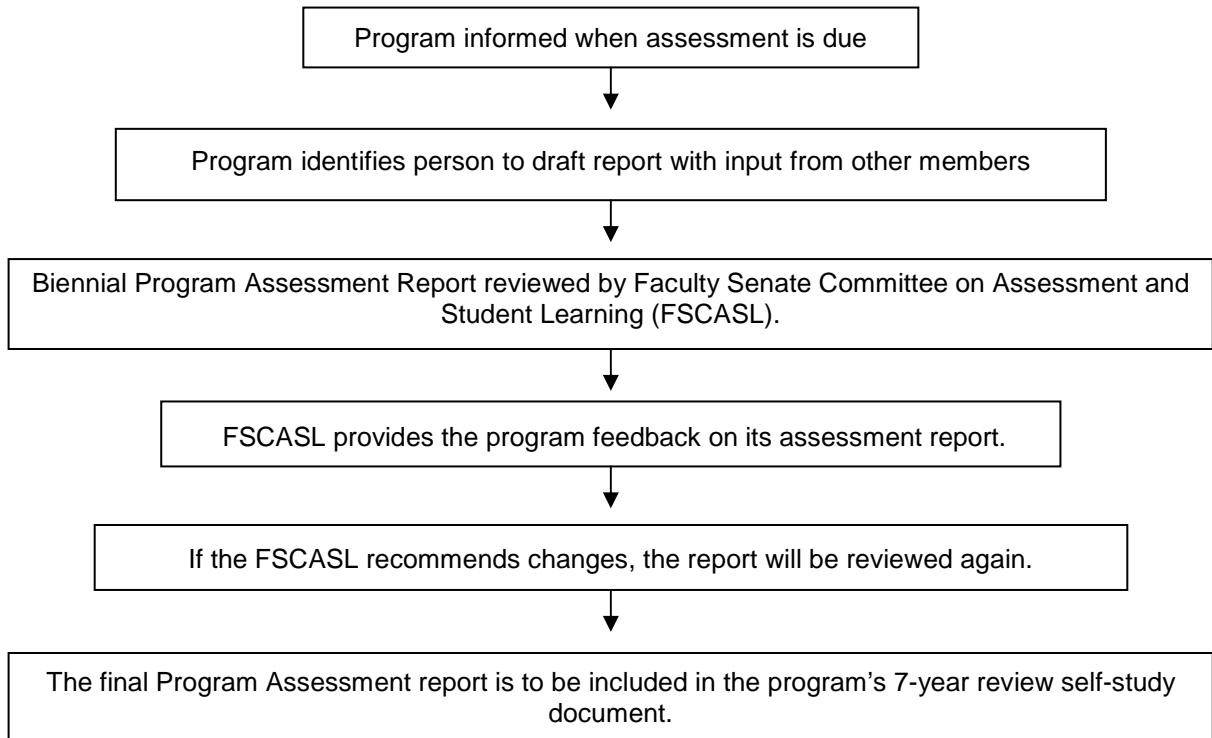 Program informed when assessment is due
Program identifies person to draft report with input from other members
Biennial Program Assessment Report reviewed by Faculty Senate Committee on Assessment and
Student Learning (FSCASL).
FSCASL provides the program feedback on its assessment report.
If the FSCASL recommends changes, the report will be reviewed again.
The final Program Assessment report is to be included in the program’s 7-year review self-study
document.